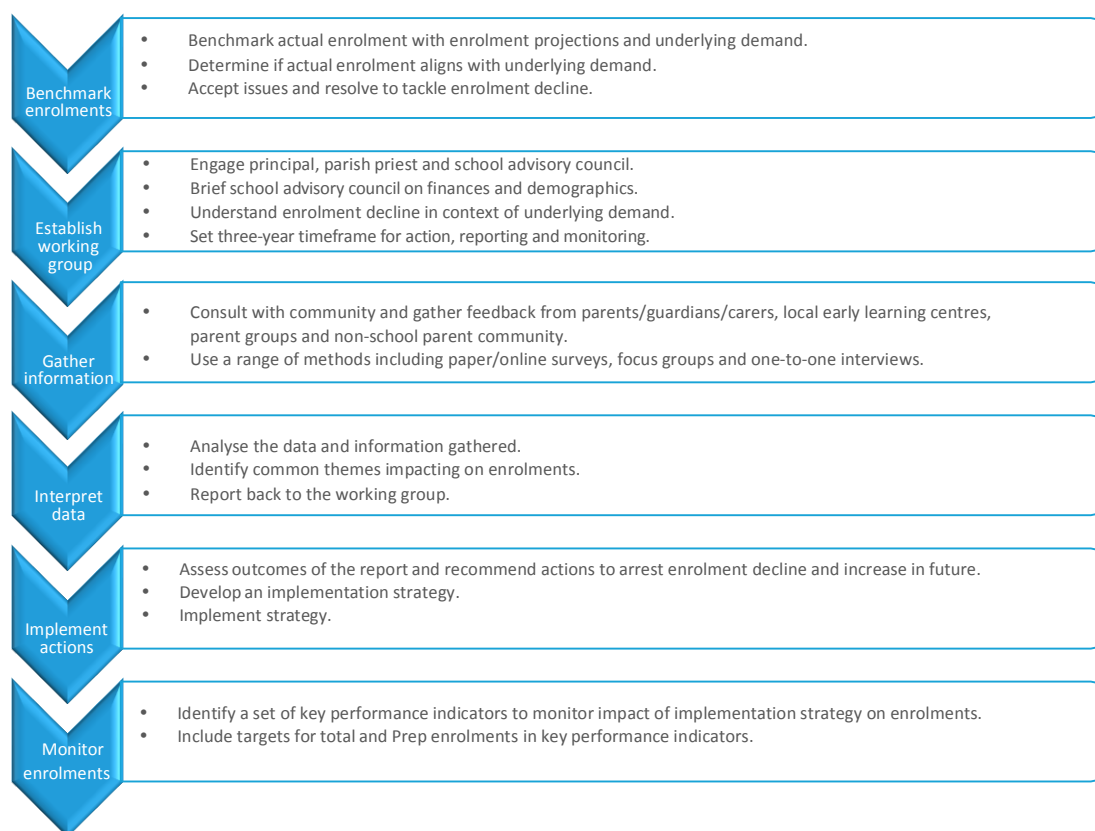 Benchmark
enrolments
• Benchmark actual enrolment with enrolment projections and underlying demand.
• Determine if actual enrolment aligns with underlying demand.
• Accept issues and resolve to tackle enrolment decline.
Establish
working
group
• Engage principal, parish priest and school advisory council.
• Brief school advisory council on finances and demographics.
• Understand enrolment decline in context of underlying demand.
• Set three-year timeframe for action, reporting and monitoring.
Gather
information
• Consult with community and gather feedback from parents/guardians/carers, local early learning centres,
parent groups and non-school parent community.
• Use a range of methods including paper/online surveys, focus groups and one-to-one interviews.
Interpret
data
• Analyse the data and information gathered.
• Identify common themes impacting on enrolments.
• Report back to the working group.
Implement
actions
• Assess outcomes of the report and recommend actions to arrest enrolment decline and increase in future.
• Develop an implementation strategy.
• Implement strategy.
Monitor
enrolments
• Identify a set of key performance indicators to monitor impact of implementation strategy on enrolments.
• Include targets for total and Prep enrolments in key performance indicators.